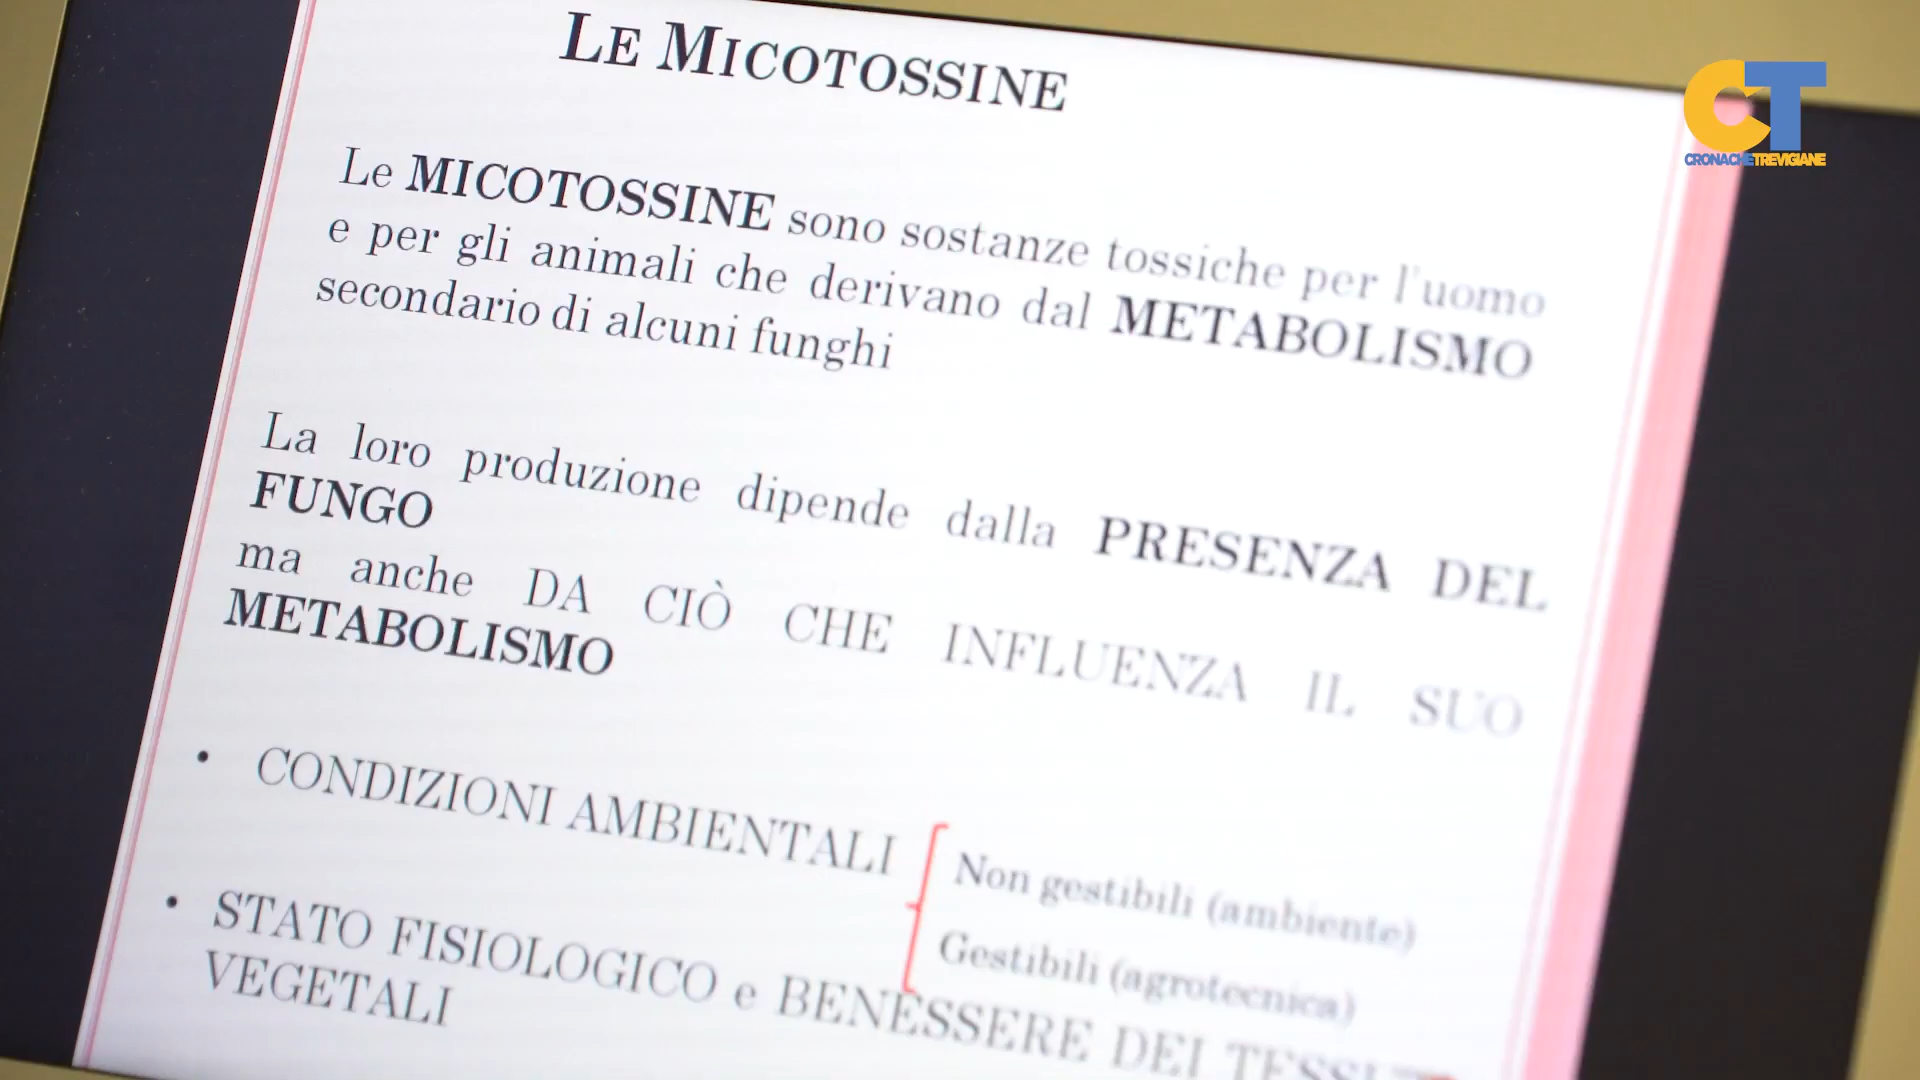 LE MICOTOSSINE
CT
CRONACHETREVIGIANE
Le MICOTOSSINE sono sostanze tossiche per l'uomo
e per gli animali che derivano dal METABOLISMO
secondario di alcuni funghi
La loro produzione dipende dalla PRESENZA DEL
FUNGO
ma anche DA CIÒ CHE INFLUENZA IL SUO
METABOLISMO
• CONDIZIONI AMBIENTALI
Non gestibili (ambiente)
Gestibili (agrotecnica)
• STATO FISIOLOGICO e BENESSERE DEI
VEGETALI